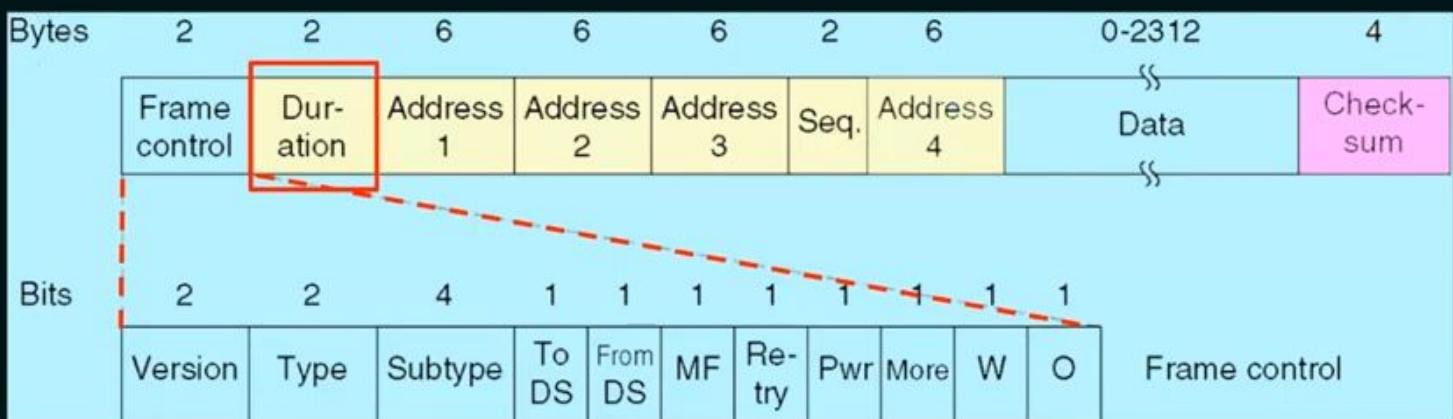 Bytes 2 2 6 6 6 2 6 0-2312 4
Frame control Dur-ation Address 1 Address 2 Address 3 Seq. Address 4 Data Check-sum
Bits 2 2 4 1 1 1 1 1 1 1 1
Version Type Subtype To DS From DS MF Re-try Pwr More W O Frame control